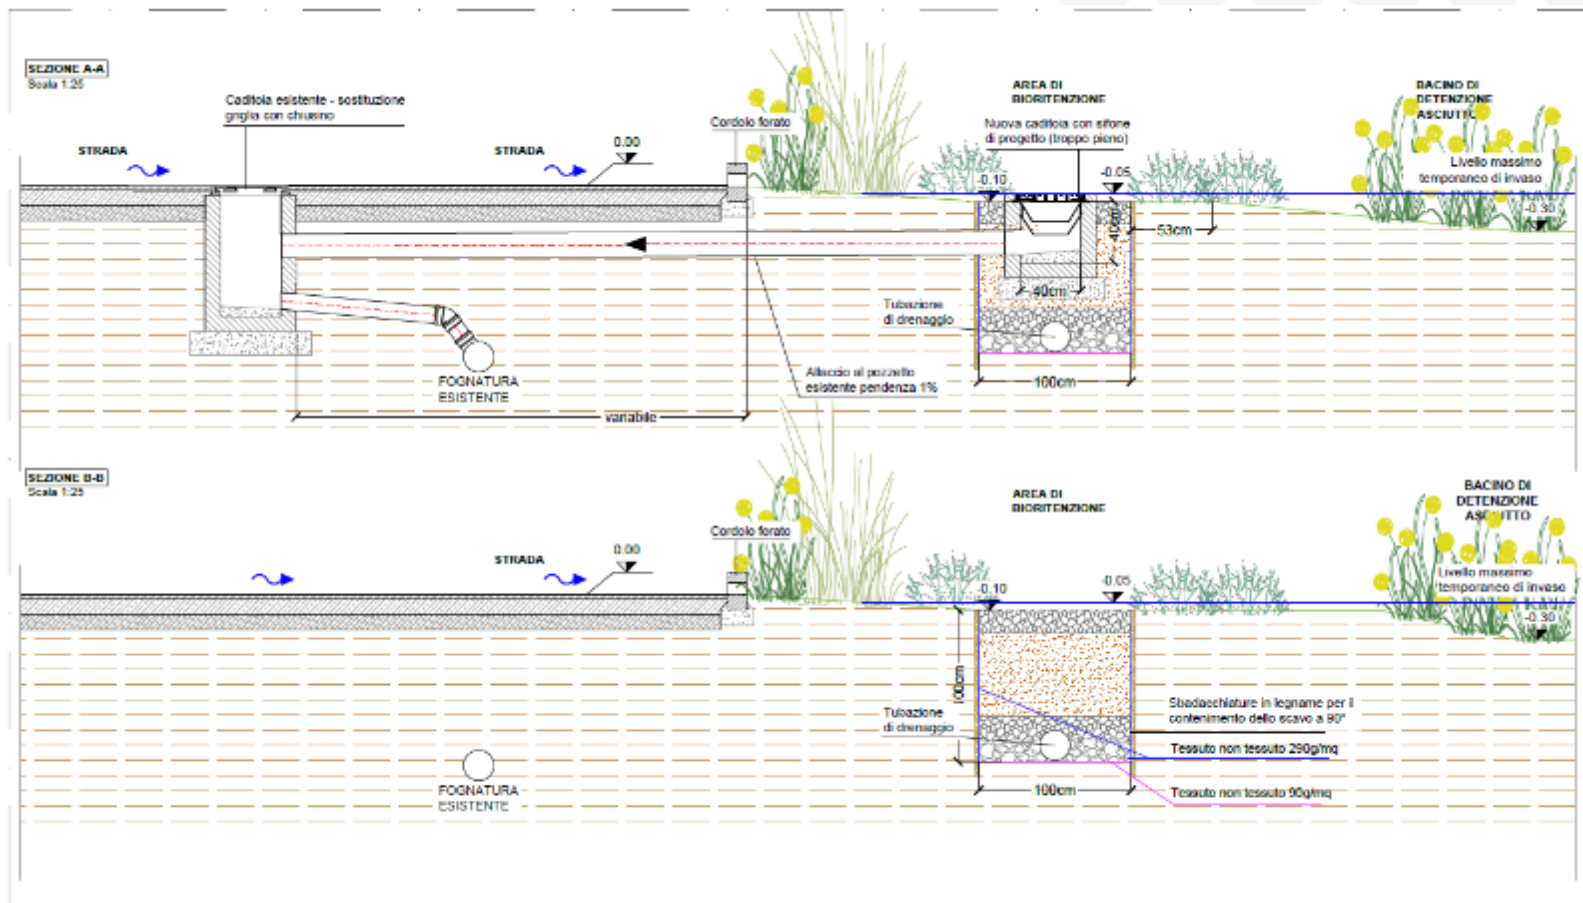 SEZIONE A-A
Scala 1:25
Caditoia esistente - sostituzione
griglia con chiusino
STRADA
STRADA
0.00
Cordolo forato
AREA DI
BIORITENZIONE
Nuova caditoia con sifone
di progetto (troppo pieno)
-0.10
-0.05
BACINO DI
DETENZIONE
ASCIUTTO
Livello massimo
temporaneo di invaso
-0.30
40cm
53cm
40cm
Tubazione
di drenaggio
100cm
Allaccio al pozzetto
esistente pendenza 1%
FOGNATURA
ESISTENTE
variabile
SEZIONE B-B
Scala 1:25
STRADA
0.00
Cordolo forato
AREA DI
BIORITENZIONE
-0.10
-0.05
BACINO DI
DETENZIONE
ASCIUTTO
Livello massimo
temporaneo di invaso
-0.30
100cm
Tubazione
di drenaggio
100cm
Sbadacchiature in legname per il
contenimento dello scavo a 90°
Tessuto non tessuto 290g/mq
Tessuto non tessuto 90g/mq
FOGNATURA
ESISTENTE